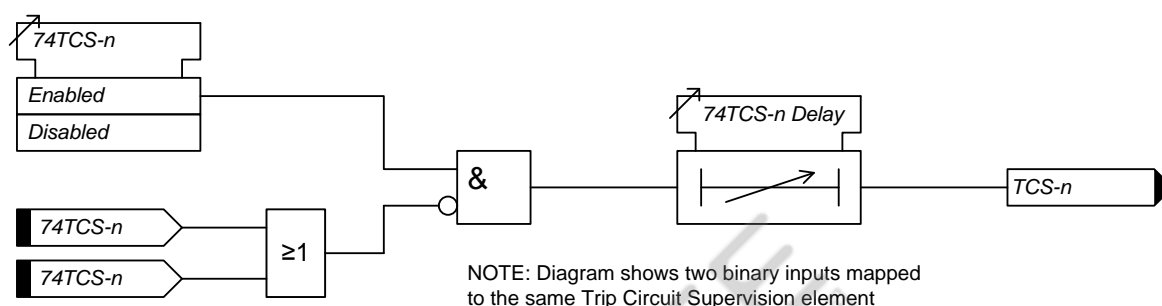 74TCS-n
Enabled
Disabled
74TCS-n Delay
&
TCS-n
74TCS-n
≥1
74TCS-n
NOTE: Diagram shows two binary inputs mapped
to the same Trip Circuit Supervision element